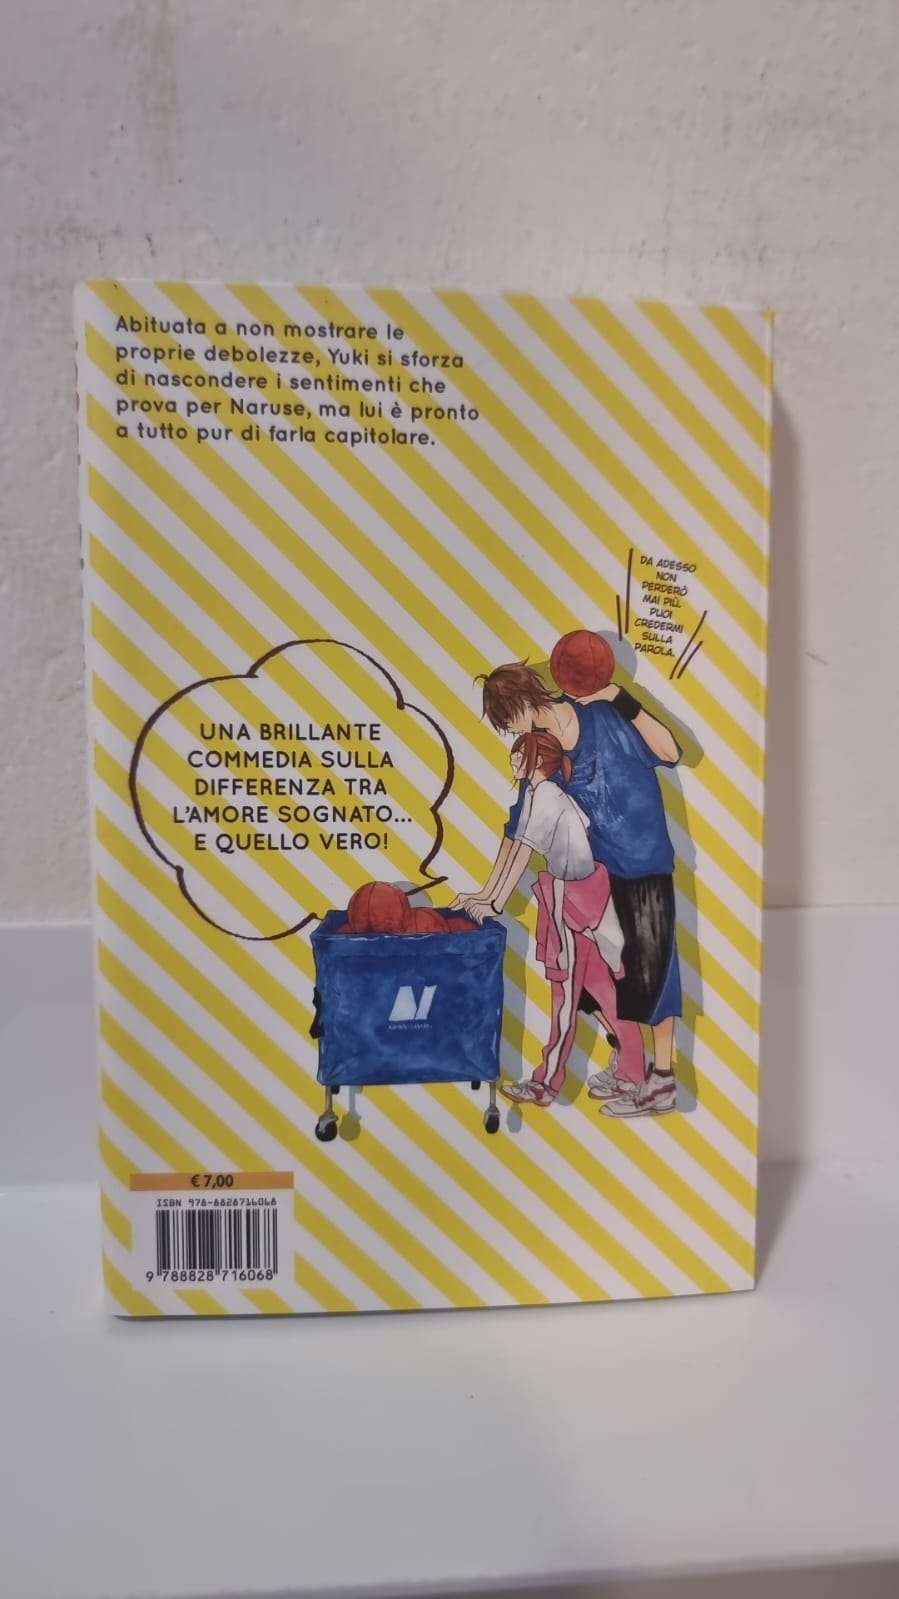 Abituata a non mostrare le
proprie debolezze, Yuki si sforza
di nascondere i sentimenti che
prova per Naruse, ma lui è pronto
a tutto pur di farla capitolare.
DA ADESSO
NON
PERDERÒ
MAI PIÙ.
PUOI
CREDERMI
SULLA
PAROLA.
UNA BRILLANTE
COMMEDIA SULLA
DIFFERENZA TRA
L'AMORE SOGNATO...
E QUELLO VERO!
€ 7,00
ISBN 978-8828716068
9 788828 716068